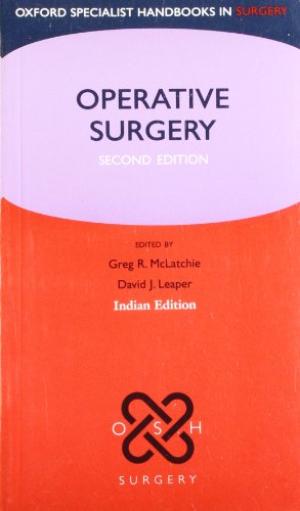 OXFORD SPECIALIST HANDBOOKS IN SURGERY
OPERATIVE
SURGERY
SECOND EDITION
EDITED BY
Greg R. McLatchie
David J. Leaper
Indian Edition
O S H
SURGERY